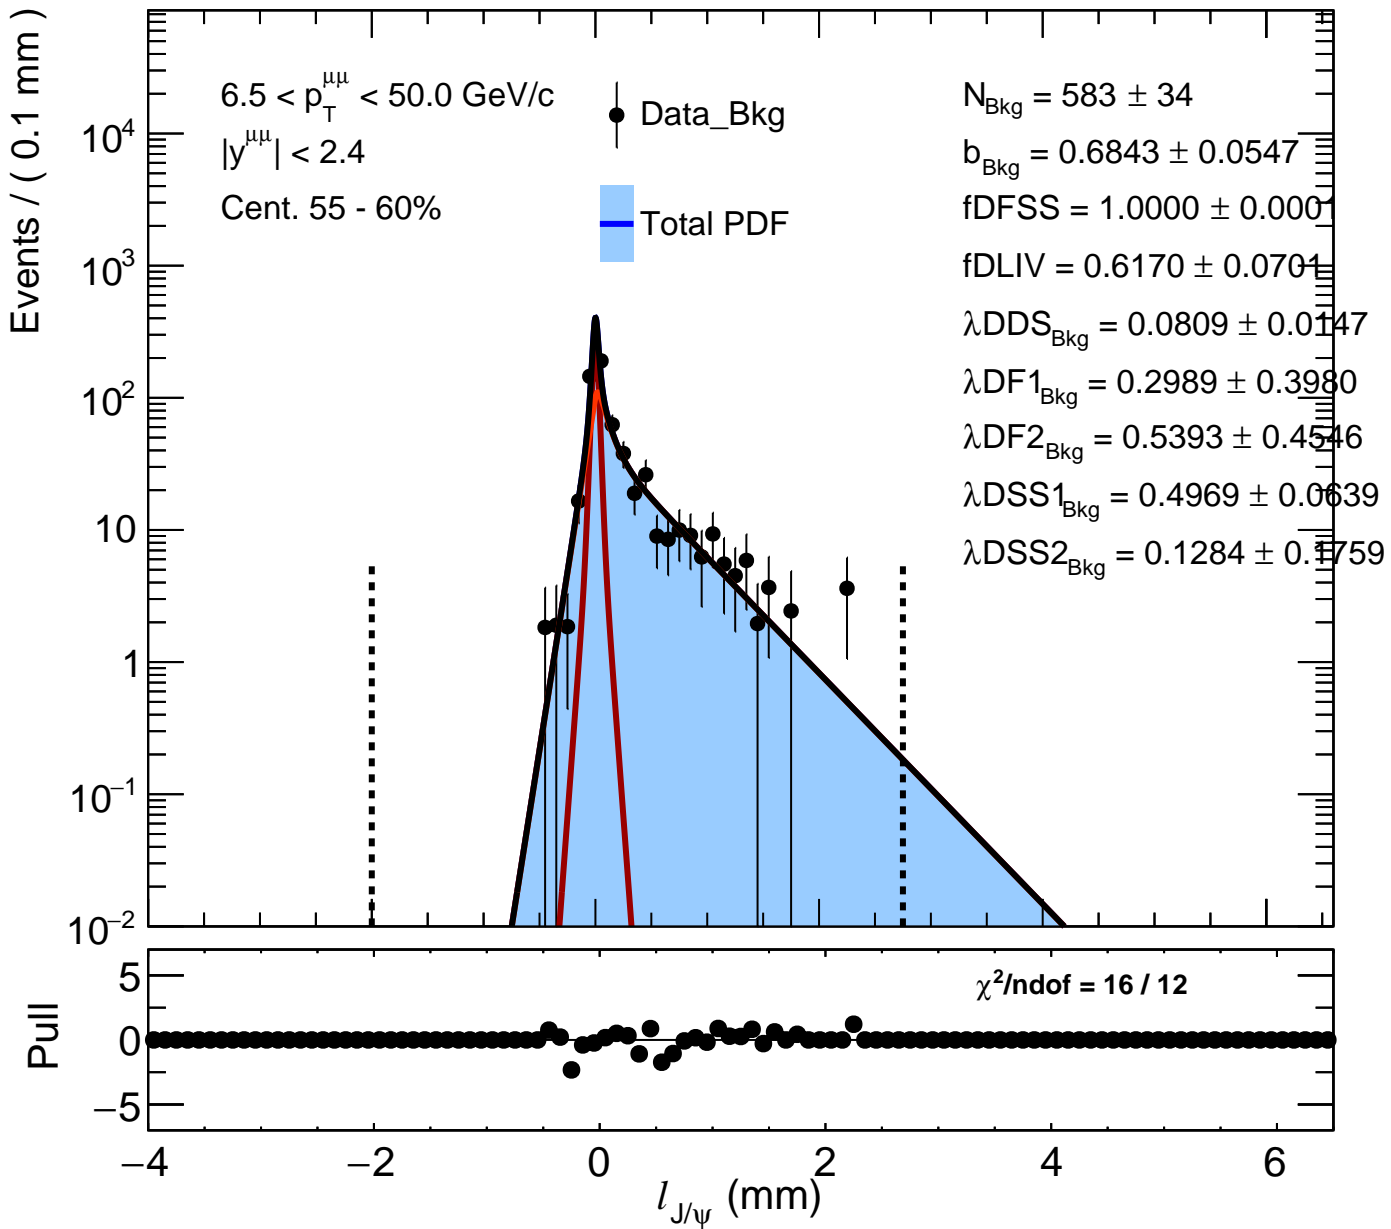 Events / ( 0.1 mm )
6.5 < p_T^μμ < 50.0 GeV/c
|y^μμ| < 2.4
Cent. 55 - 60%
Data_Bkg
Total PDF
N_Bkg = 583 ± 34
b_Bkg = 0.6843 ± 0.0547
fDFSS = 1.0000 ± 0.0001
fDLIV = 0.6170 ± 0.0701
λDDS_Bkg = 0.0809 ± 0.0147
λDF1_Bkg = 0.2989 ± 0.3980
λDF2_Bkg = 0.5393 ± 0.4546
λDSS1_Bkg = 0.4969 ± 0.0639
λDSS2_Bkg = 0.1284 ± 0.1759
10^4
10^3
10^2
10
1
10^−1
10^−2
Pull
5
0
−5
χ²/ndof = 16 / 12
−4 −2 0 2 4 6
l_J/ψ (mm)